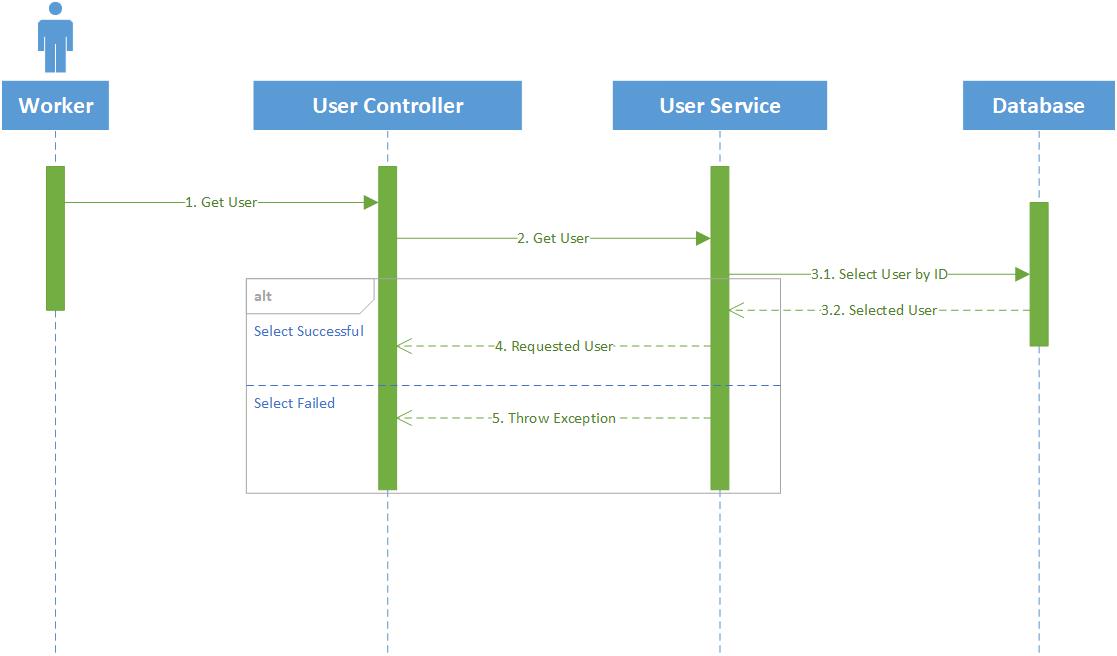 Worker
User Controller
User Service
Database
1. Get User
2. Get User
3.1. Select User by ID
alt
3.2. Selected User
Select Successful
4. Requested User
Select Failed
5. Throw Exception